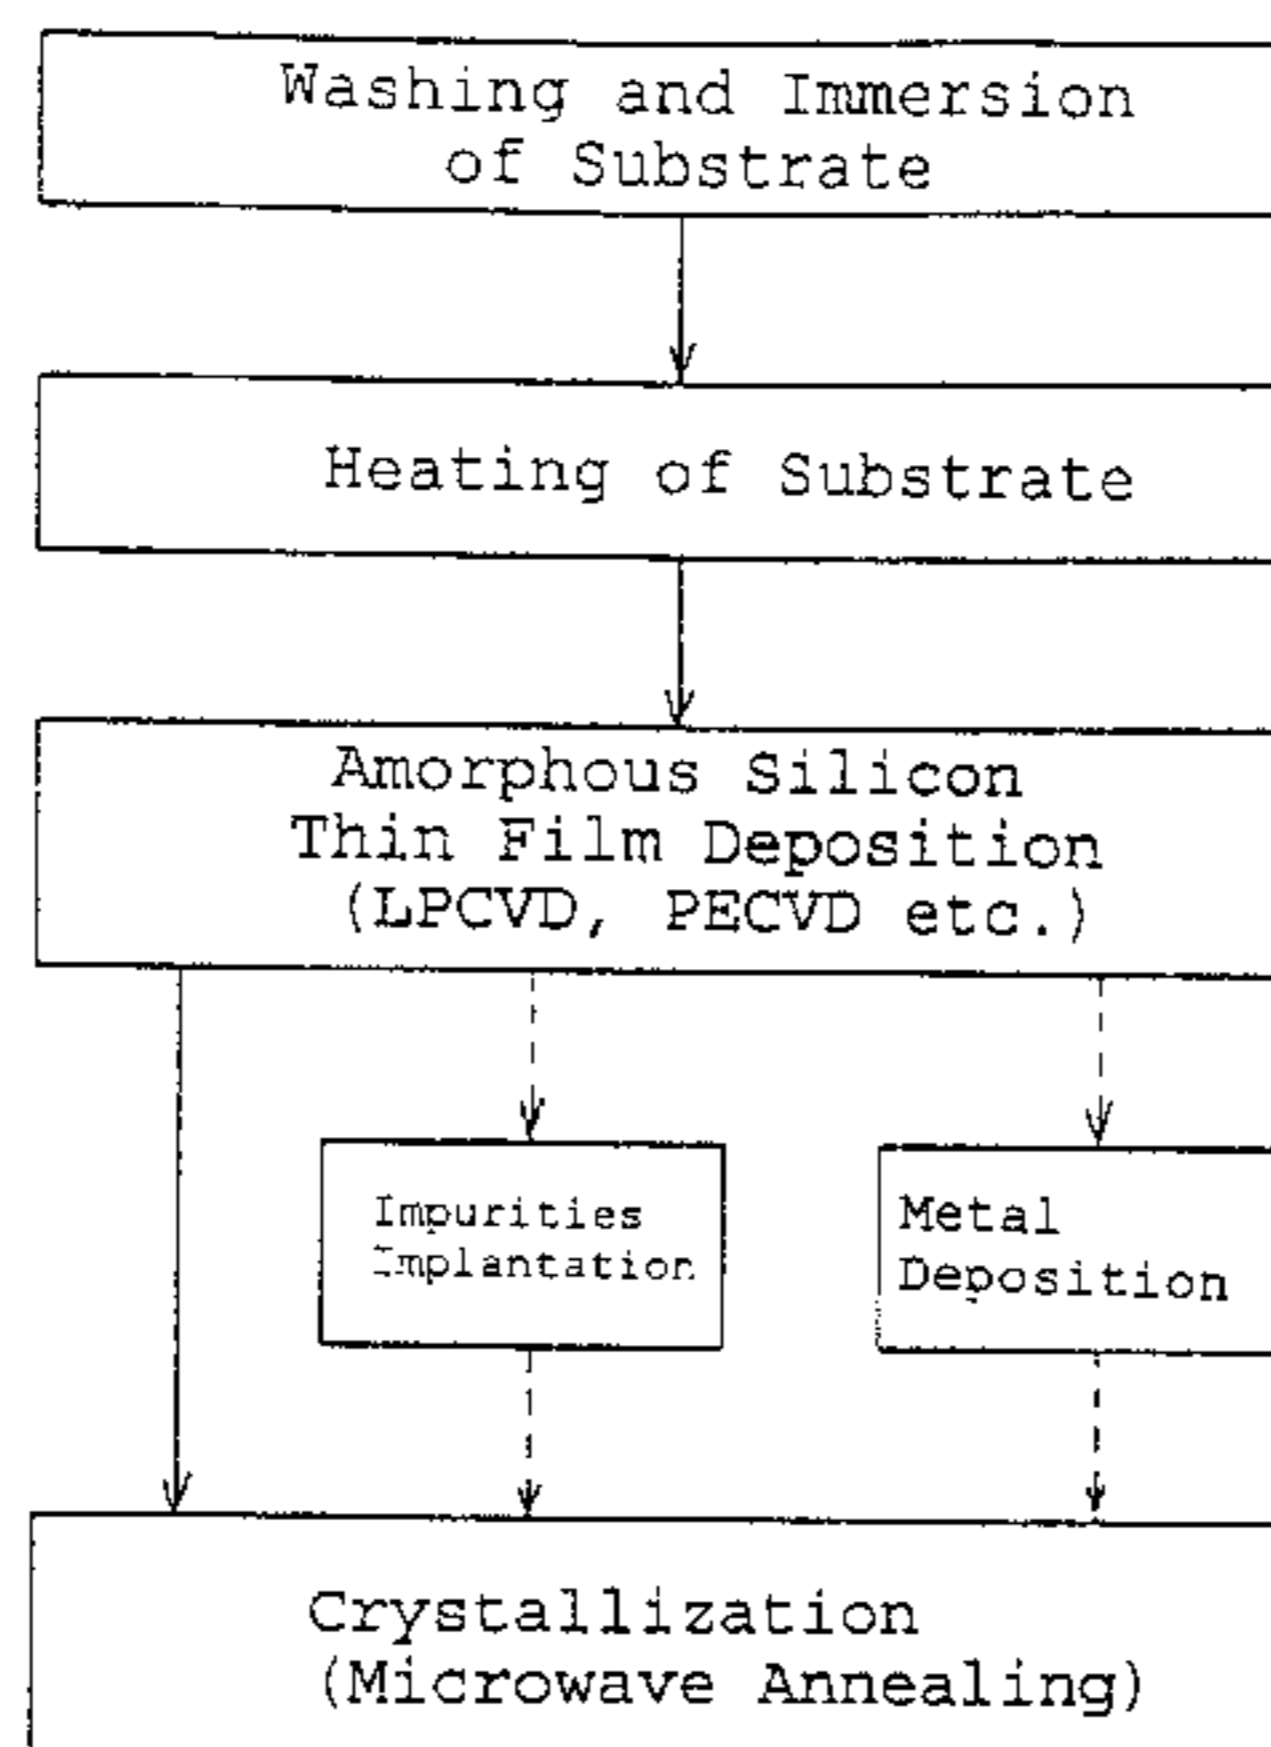 Washing and Immersion
of Substrate
Heating of Substrate
Amorphous Silicon
Thin Film Deposition
(LPCVD, PECVD etc.)
Impurities
Implantation
Metal
Deposition
Crystallization
(Microwave Annealing)